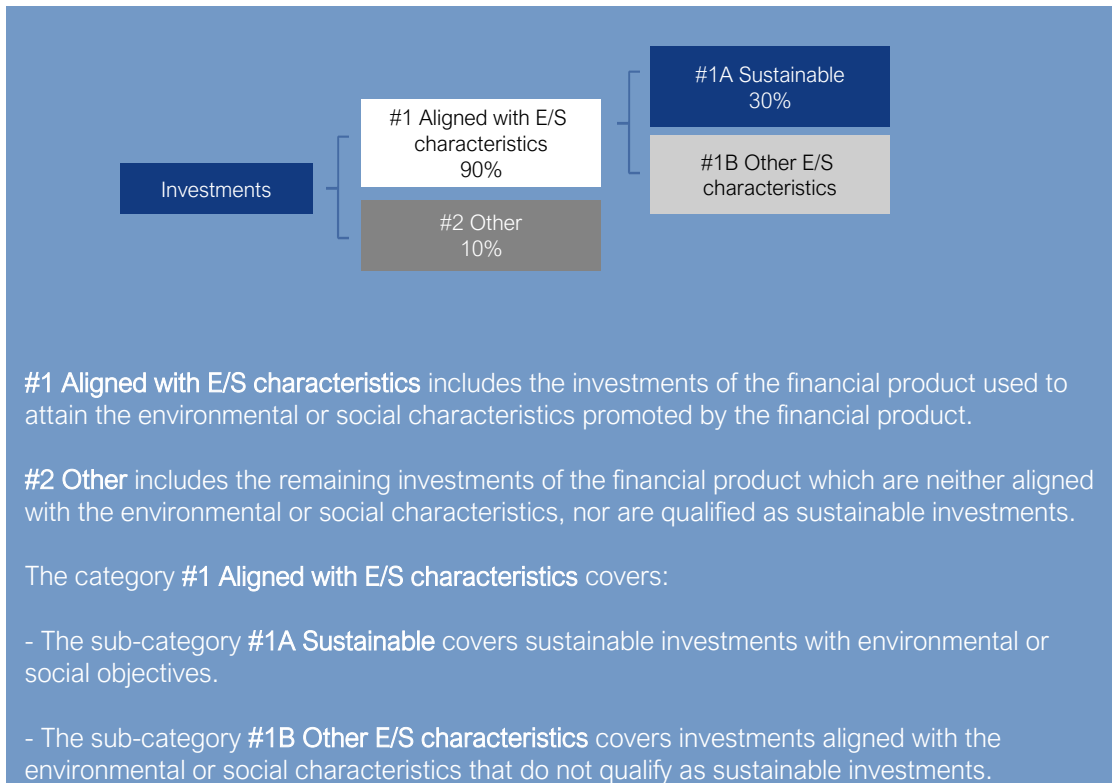 #1A Sustainable
30%
#1 Aligned with E/S
characteristics
90%
#1B Other E/S
characteristics
Investments
#2 Other
10%
#1 Aligned with E/S characteristics includes the investments of the financial product used to
attain the environmental or social characteristics promoted by the financial product.
#2 Other includes the remaining investments of the financial product which are neither aligned
with the environmental or social characteristics, nor are qualified as sustainable investments.
The category #1 Aligned with E/S characteristics covers:
- The sub-category #1A Sustainable covers sustainable investments with environmental or
social objectives.
- The sub-category #1B Other E/S characteristics covers investments aligned with the
environmental or social characteristics that do not qualify as sustainable investments.